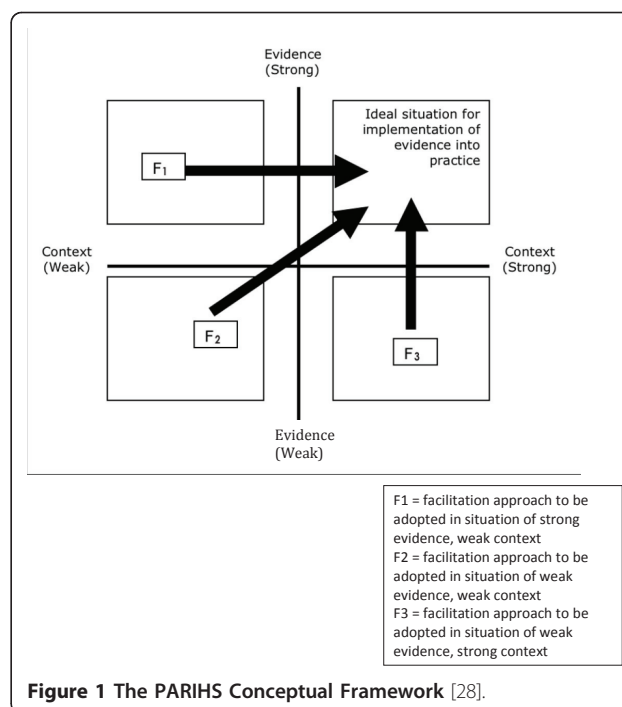 Evidence
(Strong)
Ideal situation for
implementation of
evidence into
practice
F1
Context
(Weak)
Context
(Strong)
F2
F3
Evidence
(Weak)
F1 = facilitation approach to be
adopted in situation of strong
evidence, weak context
F2 = facilitation approach to be
adopted in situation of weak
evidence, weak context
F3 = facilitation approach to be
adopted in situation of weak
evidence, strong context
Figure 1 The PARIHS Conceptual Framework [28].